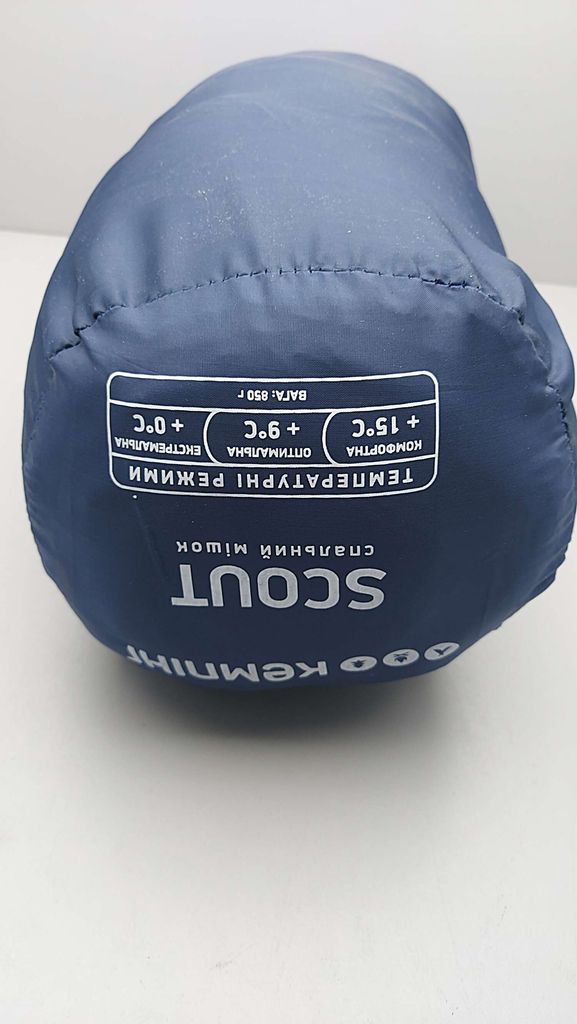 КЕМПІНГ
SCOUT
спальний мішок
ТЕМПЕРАТУРНІ РЕЖИМИ
КОМФОРТНА ОПТИМАЛЬНА ЕКСТРЕМАЛЬНА
+ 15°C + 9°C + 0°C
ВАГА: 850 г